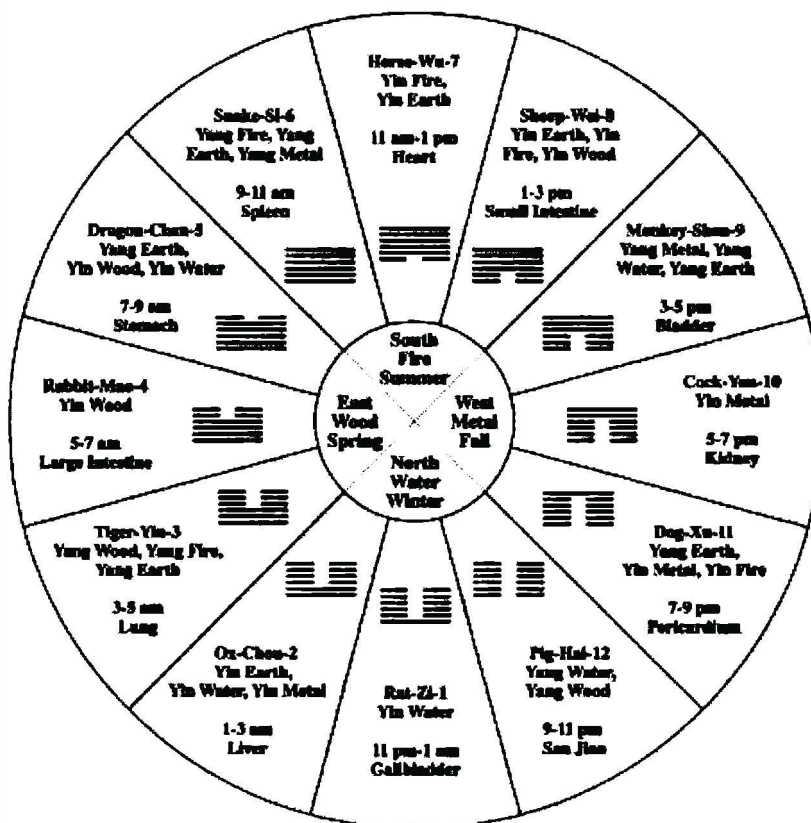 Horse-Wu-7
Yin Fire,
Yin Earth
11 am-1 pm
Heart
Sheep-Wei-8
Yin Earth, Yin
Fire, Yin Wood
1-3 pm
Small Intestine
Monkey-Shen-9
Yang Metal, Yang
Water, Yang Earth
3-5 pm
Bladder
Cock-You-10
Yin Metal
5-7 pm
Kidney
Dog-Xu-11
Yang Earth,
Yin Metal, Yin Fire
7-9 pm
Pericardium
Pig-Hai-12
Yang Water,
Yang Wood
9-11 pm
San Jiao
Rat-Zi-1
Yin Water
11 pm-1 am
Gallbladder
Ox-Chou-2
Yin Earth,
Yin Water, Yin Metal
1-3 am
Liver
Tiger-Yin-3
Yang Wood, Yang Fire,
Yang Earth
3-5 am
Lung
Rabbit-Mao-4
Yin Wood
5-7 am
Large Intestine
Dragon-Chen-5
Yang Earth,
Yin Wood, Yin Water
7-9 am
Stomach
Snake-Si-6
Yang Fire, Yang
Earth, Yang Metal
9-11 am
Spleen
South
Fire
Summer
East
Wood
Spring
West
Metal
Fall
North
Water
Winter